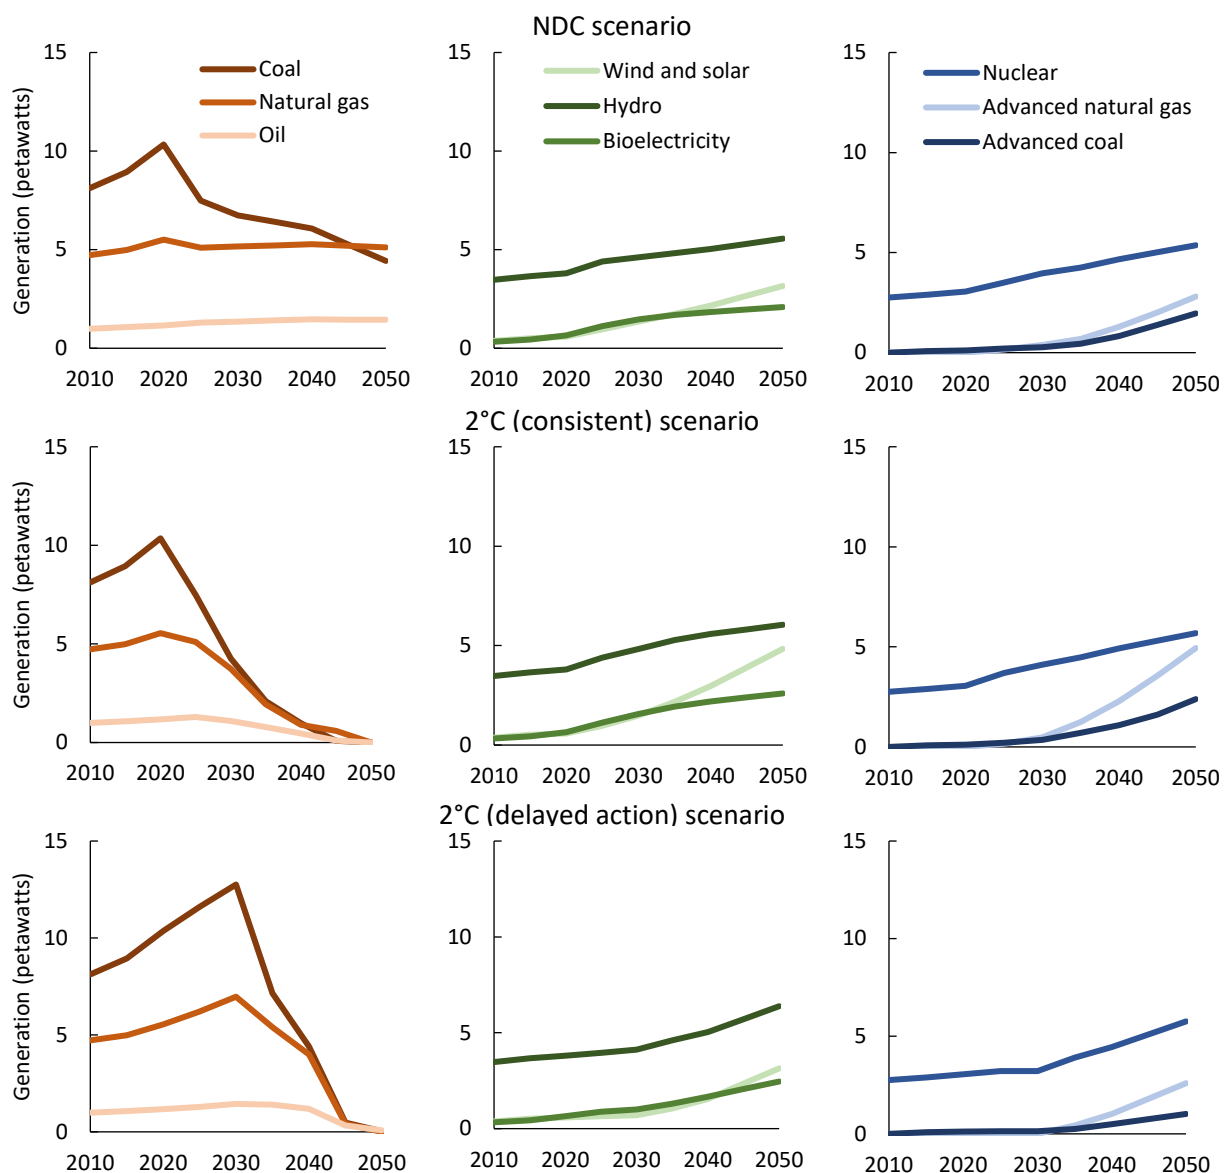 NDC scenario
Generation (petawatts)
15
10
5
0
2010 2020 2030 2040 2050
Coal
Natural gas
Oil
15
10
5
0
2010 2020 2030 2040 2050
Wind and solar
Hydro
Bioelectricity
15
10
5
0
2010 2020 2030 2040 2050
Nuclear
Advanced natural gas
Advanced coal
2°C (consistent) scenario
Generation (petawatts)
15
10
5
0
2010 2020 2030 2040 2050
15
10
5
0
2010 2020 2030 2040 2050
15
10
5
0
2010 2020 2030 2040 2050
2°C (delayed action) scenario
Generation (petawatts)
15
10
5
0
2010 2020 2030 2040 2050
15
10
5
0
2010 2020 2030 2040 2050
15
10
5
0
2010 2020 2030 2040 2050